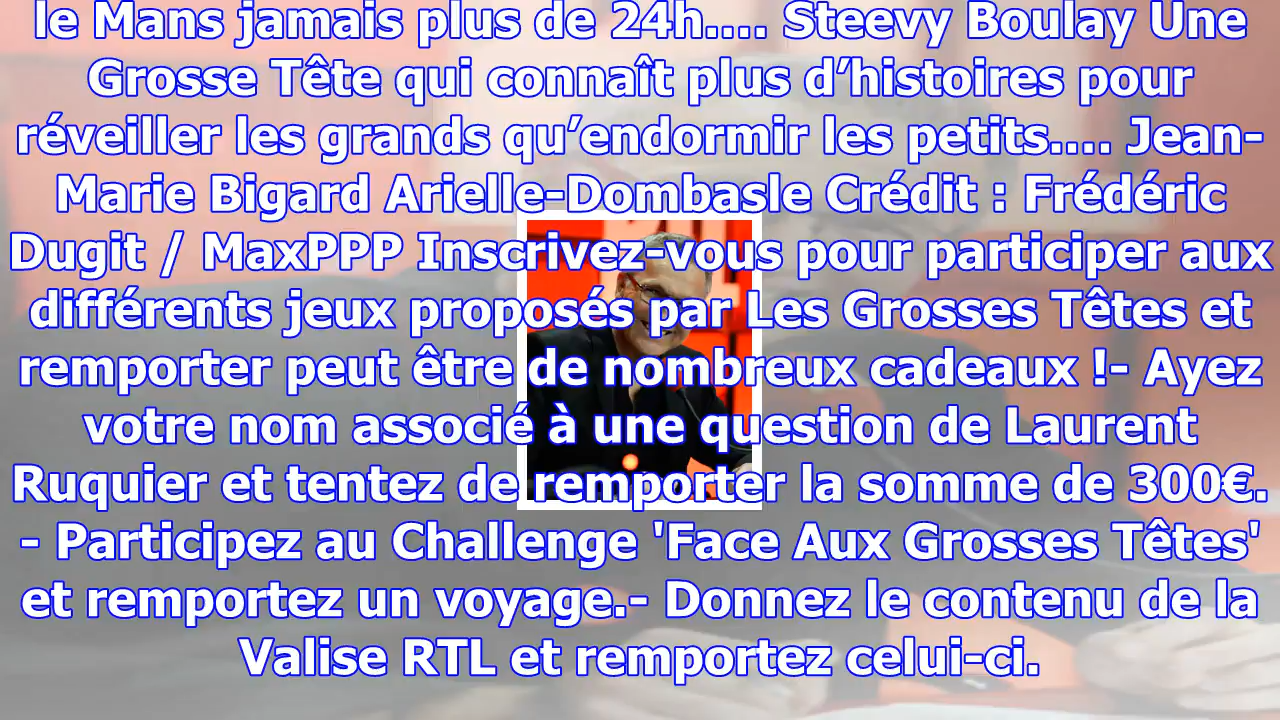 le Mans jamais plus de 24h.... Steevy Boulay Une
Grosse Tête qui connaît plus d’histoires pour
réveiller les grands qu’endormir les petits.... Jean-
Marie Bigard Arielle-Dombasle Crédit : Frédéric
Dugit / MaxPPP Inscrivez-vous pour participer aux
différents jeux proposés par Les Grosses Têtes et
remporter peut être de nombreux cadeaux !- Ayez
votre nom associé à une question de Laurent
Ruquier et tentez de remporter la somme de 300€.
- Participez au Challenge 'Face Aux Grosses Têtes'
et remportez un voyage.- Donnez le contenu de la
Valise RTL et remportez celui-ci.